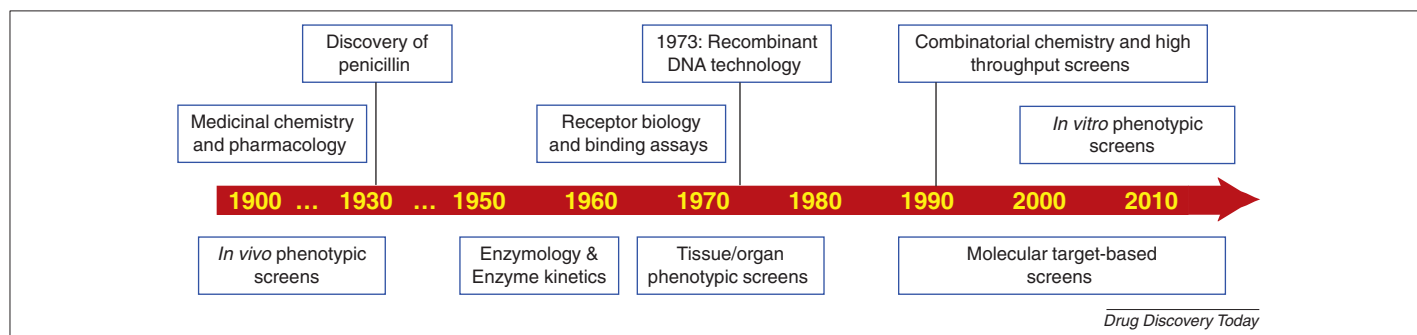 Discovery of
penicillin
1973: Recombinant
DNA technology
Combinatorial chemistry and high
throughput screens
Medicinal chemistry
and pharmacology
Receptor biology
and binding assays
In vitro phenotypic
screens
1900 ... 1930 ... 1950 1960 1970 1980 1990 2000 2010
In vivo phenotypic
screens
Enzymology &
Enzyme kinetics
Tissue/organ
phenotypic screens
Molecular target-based
screens
Drug Discovery Today